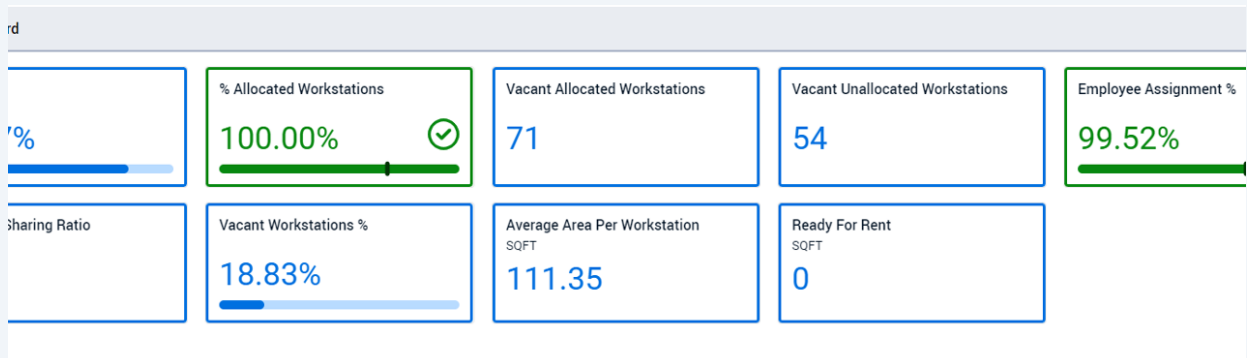 rd
% Allocated Workstations
Vacant Allocated Workstations
Vacant Unallocated Workstations
Employee Assignment %
7%
100.00%
71
54
99.52%
Sharing Ratio
Vacant Workstations %
Average Area Per Workstation
Ready For Rent
SQFT
SQFT
18.83%
111.35
0